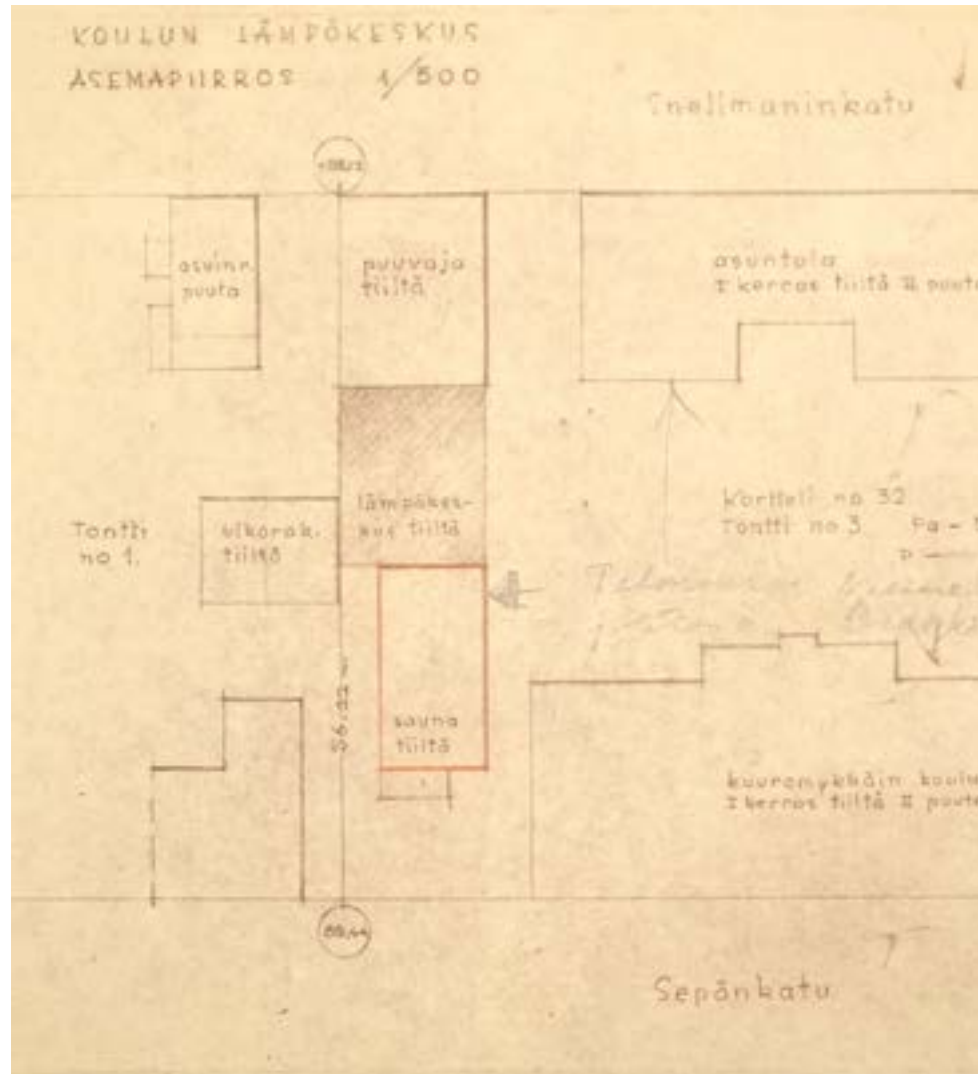 KOULUN LÄMPÖKESKUS
ASEMAPIIRROS 1/500
Snellmaninkatu
asuinr.
puuta
puuvaja
tiiltä
asuntola
I kerros tiiltä II puuta
lämpökes-
kus tiiltä
Kortteli no 32
Tontti no 3
Tontti
no 1.
ulkorak.
tiiltä
56.22
sauna
tiiltä
kuuromykkäin koulu
I kerros tiiltä II puuta
Sepänkatu